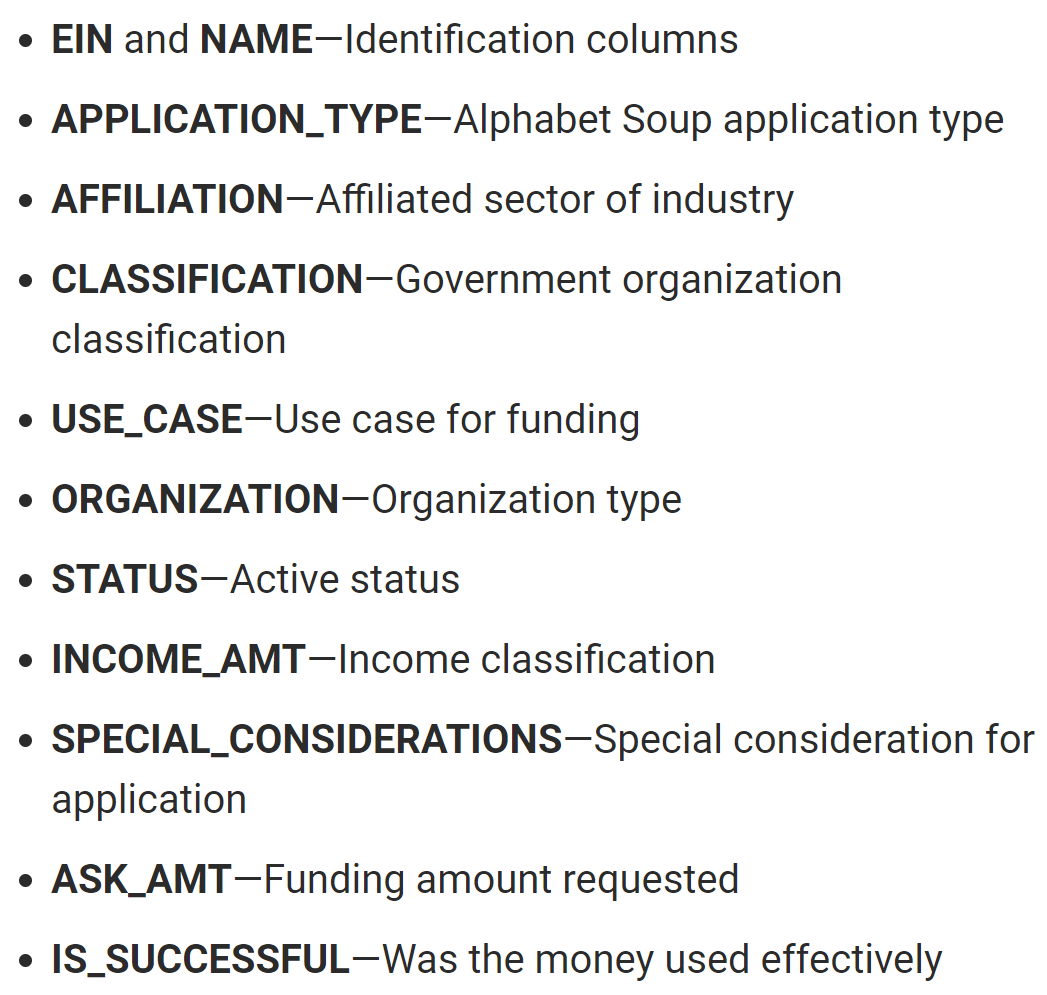 • EIN and NAME—Identification columns
• APPLICATION_TYPE—Alphabet Soup application type
• AFFILIATION—Affiliated sector of industry
• CLASSIFICATION—Government organization
classification
• USE_CASE—Use case for funding
• ORGANIZATION—Organization type
• STATUS—Active status
• INCOME_AMT—Income classification
• SPECIAL_CONSIDERATIONS—Special consideration for
application
• ASK_AMT—Funding amount requested
• IS_SUCCESSFUL—Was the money used effectively